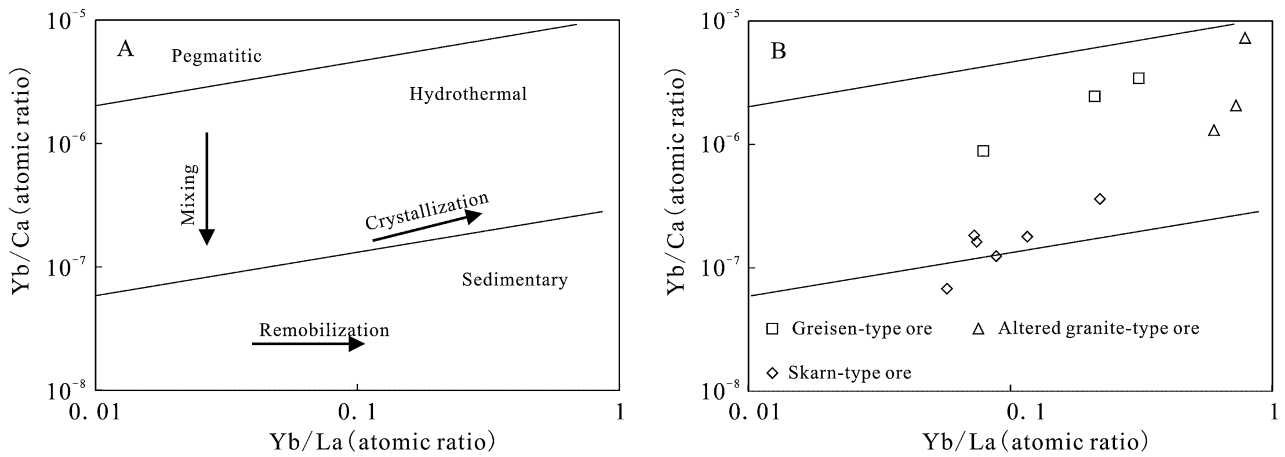 A
Pegmatitic
Hydrothermal
Mixing
Crystallization
Sedimentary
Remobilization
10⁻⁵
10⁻⁶
10⁻⁷
10⁻⁸
0.01
0.1
1
Yb/Ca (atomic ratio)
Yb/La (atomic ratio)
B
Greisen-type ore
Altered granite-type ore
Skarn-type ore
10⁻⁵
10⁻⁶
10⁻⁷
10⁻⁸
0.01
0.1
1
Yb/Ca (atomic ratio)
Yb/La (atomic ratio)